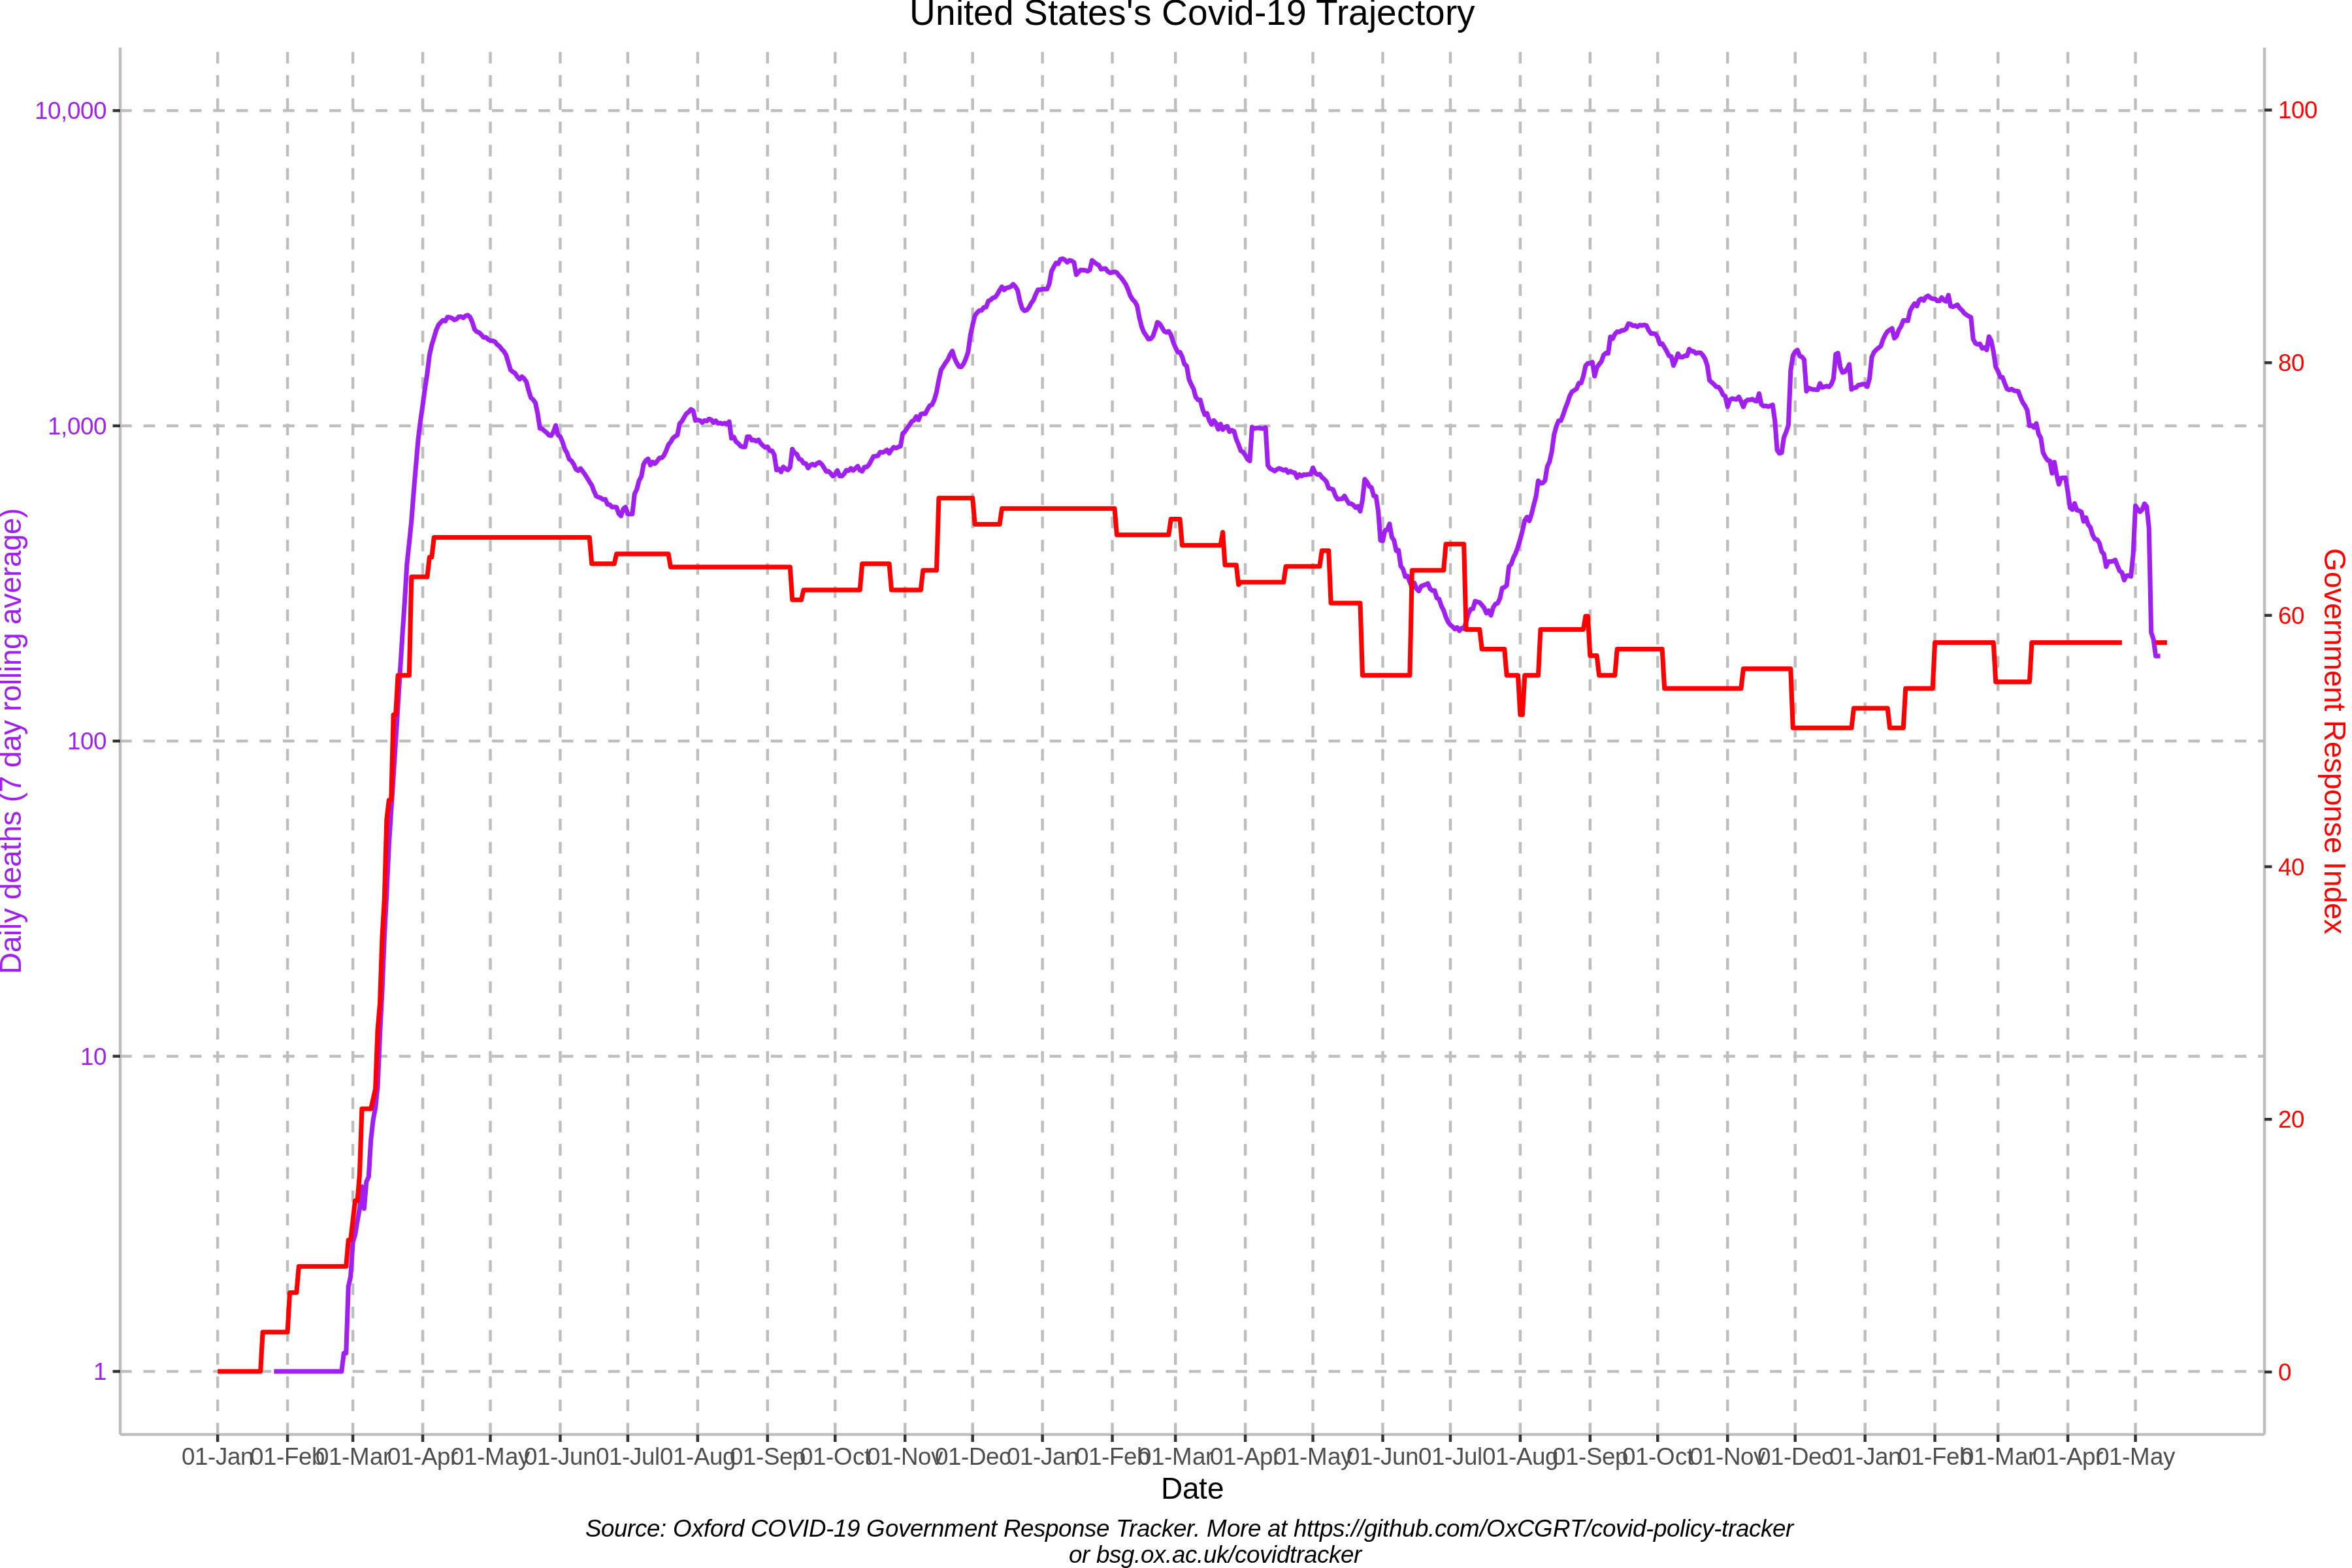 United States's Covid-19 Trajectory
10,000
1,000
100
10
1
Daily deaths (7 day rolling average)
100
80
60
40
20
0
Government Response Index
01-Jan 01-Feb 01-Mar 01-Apr 01-May 01-Jun 01-Jul 01-Aug 01-Sep 01-Oct 01-Nov 01-Dec 01-Jan 01-Feb 01-Mar 01-Apr 01-May 01-Jun 01-Jul 01-Aug 01-Sep 01-Oct 01-Nov 01-Dec 01-Jan 01-Feb 01-Mar 01-Apr 01-May
Date
Source: Oxford COVID-19 Government Response Tracker. More at https://github.com/OxCGRT/covid-policy-tracker
or bsg.ox.ac.uk/covidtracker